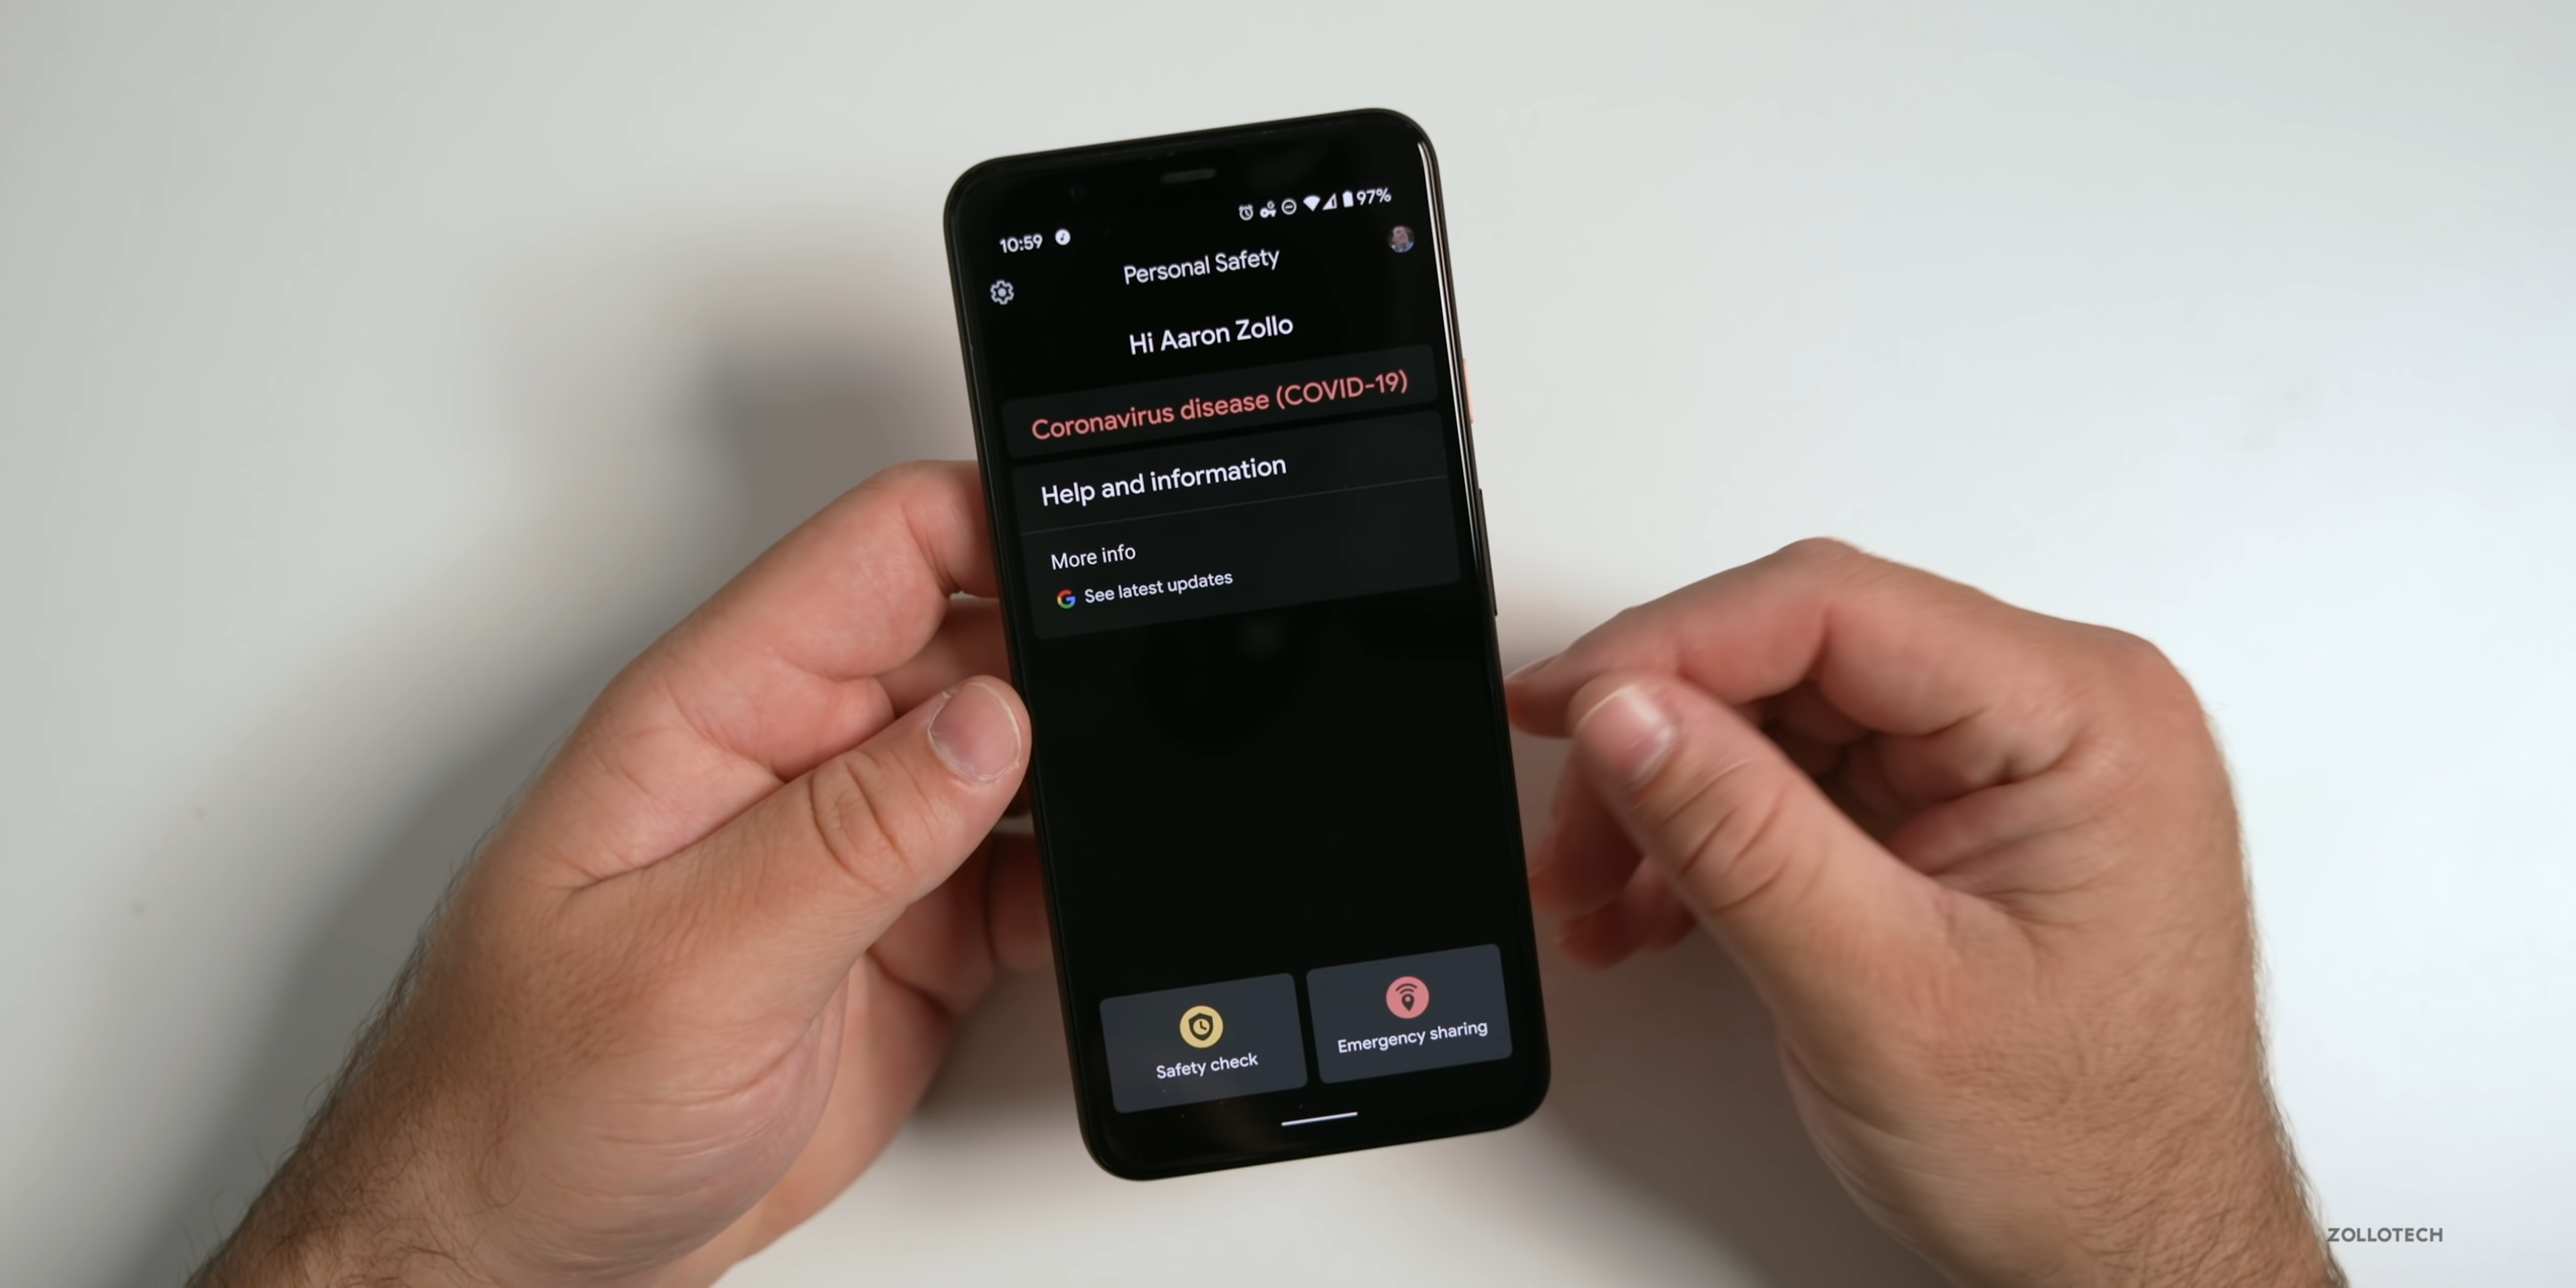 10:59
97%
Personal Safety
Hi Aaron Zollo
Coronavirus disease (COVID-19)
Help and information
More info
G See latest updates
Safety check
Emergency sharing
ZOLLOTECH